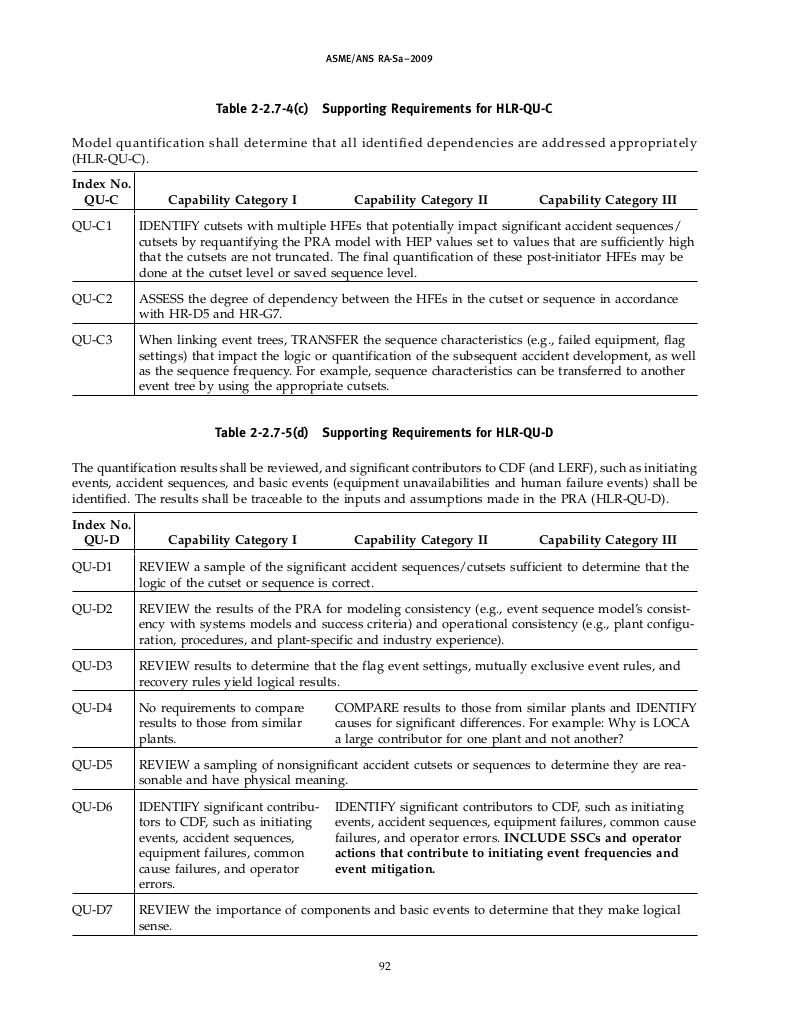 ASME/ANS RA-Sa–2009
Table 2-2.7-4(c) Supporting Requirements for HLR-QU-C
Model quantification shall determine that all identified dependencies are addressed appropriately
(HLR-QU-C).
Index No.
QU-C Capability Category I Capability Category II Capability Category III
QU-C1 IDENTIFY cutsets with multiple HFEs that potentially impact significant accident sequences/
cutsets by requantifying the PRA model with HEP values set to values that are sufficiently high
that the cutsets are not truncated. The final quantification of these post-initiator HFEs may be
done at the cutset level or saved sequence level.
QU-C2 ASSESS the degree of dependency between the HFEs in the cutset or sequence in accordance
with HR-D5 and HR-G7.
QU-C3 When linking event trees, TRANSFER the sequence characteristics (e.g., failed equipment, flag
settings) that impact the logic or quantification of the subsequent accident development, as well
as the sequence frequency. For example, sequence characteristics can be transferred to another
event tree by using the appropriate cutsets.
Table 2-2.7-5(d) Supporting Requirements for HLR-QU-D
The quantification results shall be reviewed, and significant contributors to CDF (and LERF), such as initiating
events, accident sequences, and basic events (equipment unavailabilities and human failure events) shall be
identified. The results shall be traceable to the inputs and assumptions made in the PRA (HLR-QU-D).
Index No.
QU-D Capability Category I Capability Category II Capability Category III
QU-D1 REVIEW a sample of the significant accident sequences/cutsets sufficient to determine that the
logic of the cutset or sequence is correct.
QU-D2 REVIEW the results of the PRA for modeling consistency (e.g., event sequence model's consist-
ency with systems models and success criteria) and operational consistency (e.g., plant configu-
ration, procedures, and plant-specific and industry experience).
QU-D3 REVIEW results to determine that the flag event settings, mutually exclusive event rules, and
recovery rules yield logical results.
QU-D4 No requirements to compare
results to those from similar
plants.
COMPARE results to those from similar plants and IDENTIFY
causes for significant differences. For example: Why is LOCA
a large contributor for one plant and not another?
QU-D5 REVIEW a sampling of nonsignificant accident cutsets or sequences to determine they are rea-
sonable and have physical meaning.
QU-D6 IDENTIFY significant contribu-
tors to CDF, such as initiating
events, accident sequences,
equipment failures, common
cause failures, and operator
errors.
IDENTIFY significant contributors to CDF, such as initiating
events, accident sequences, equipment failures, common cause
failures, and operator errors. INCLUDE SSCs and operator
actions that contribute to initiating event frequencies and
event mitigation.
QU-D7 REVIEW the importance of components and basic events to determine that they make logical
sense.
92